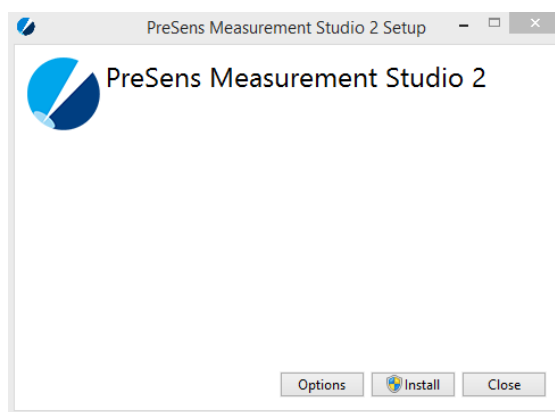 PreSens Measurement Studio 2 Setup
PreSens Measurement Studio 2
Options Install Close